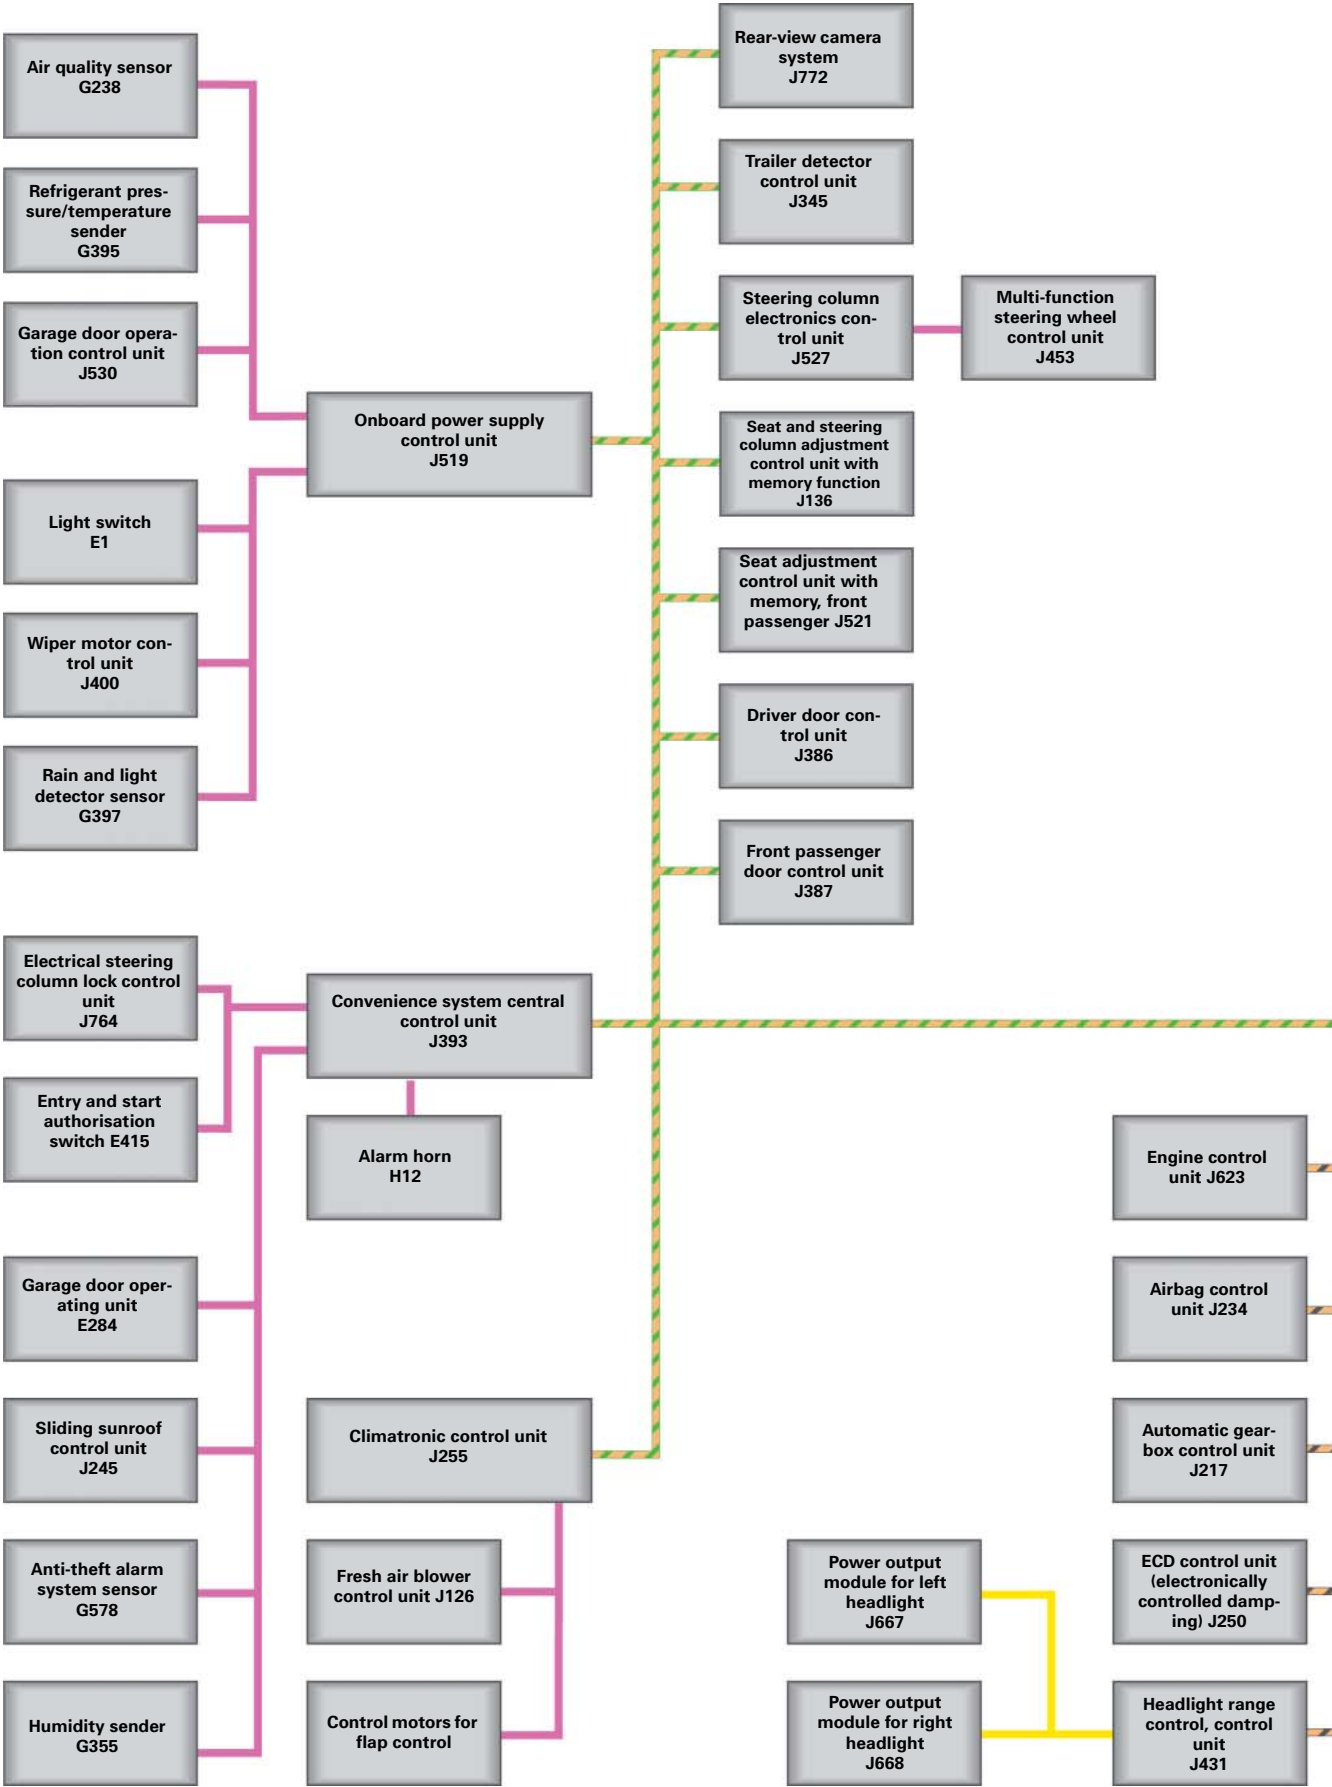 Air quality sensor
G238
Refrigerant pres-
sure/temperature
sender
G395
Garage door opera-
tion control unit
J530
Light switch
E1
Wiper motor con-
trol unit
J400
Rain and light
detector sensor
G397
Onboard power supply
control unit
J519
Rear-view camera
system
J772
Trailer detector
control unit
J345
Steering column
electronics con-
trol unit
J527
Multi-function
steering wheel
control unit
J453
Seat and steering
column adjustment
control unit with
memory function
J136
Seat adjustment
control unit with
memory, front
passenger J521
Driver door con-
trol unit
J386
Front passenger
door control unit
J387
Electrical steering
column lock control
unit
J764
Entry and start
authorisation
switch E415
Convenience system central
control unit
J393
Alarm horn
H12
Garage door oper-
ating unit
E284
Sliding sunroof
control unit
J245
Anti-theft alarm
system sensor
G578
Humidity sender
G355
Climatronic control unit
J255
Fresh air blower
control unit J126
Control motors for
flap control
Engine control
unit J623
Airbag control
unit J234
Automatic gear-
box control unit
J217
ECD control unit
(electronically
controlled damp-
ing) J250
Power output
module for left
headlight
J667
Power output
module for right
headlight
J668
Headlight range
control, control
unit
J431